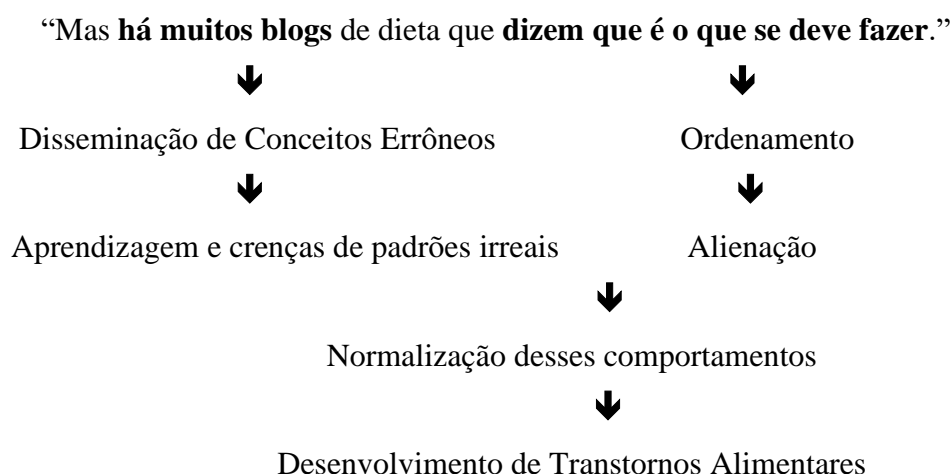 “Mas há muitos blogs de dieta que dizem que é o que se deve fazer.”
Disseminação de Conceitos Errôneos
Ordenamento
Aprendizagem e crenças de padrões irreais
Alienação
Normalização desses comportamentos
Desenvolvimento de Transtornos Alimentares